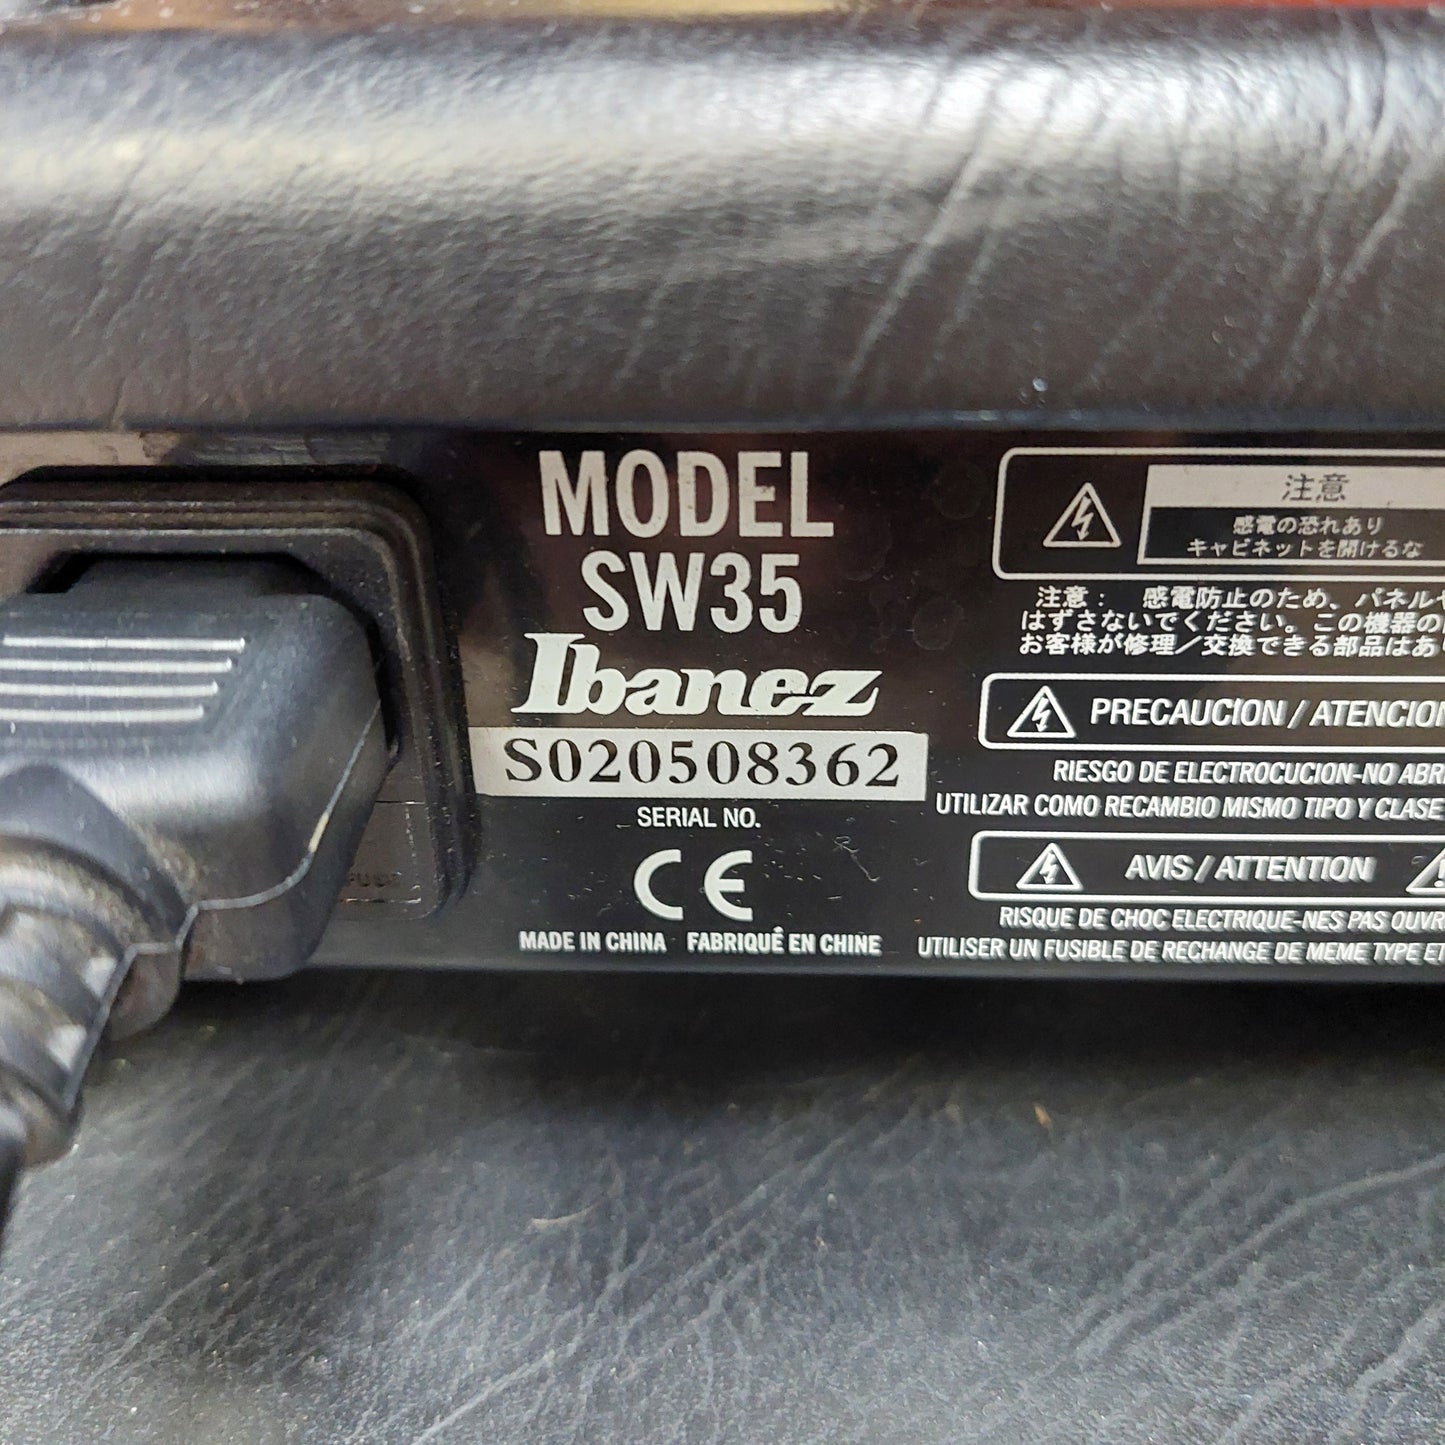 MODEL
SW35
Ibanez
S020508362
SERIAL NO.
CE
MADE IN CHINA FABRIQUÉ EN CHINE
注意
感電の恐れあり
キャビネットを開けるな
注意： 感電防止のため、パネルや
はずさないでください。この機器の
お客様が修理／交換できる部品はあり
PRECAUCION / ATENCION
RIESGO DE ELECTROCUCION-NO ABRI
UTILIZAR COMO RECAMBIO MISMO TIPO Y CLASE
AVIS / ATTENTION
RISQUE DE CHOC ELECTRIQUE-NES PAS OUVR
UTILISER UN FUSIBLE DE RECHANGE DE MEME TYPE ET